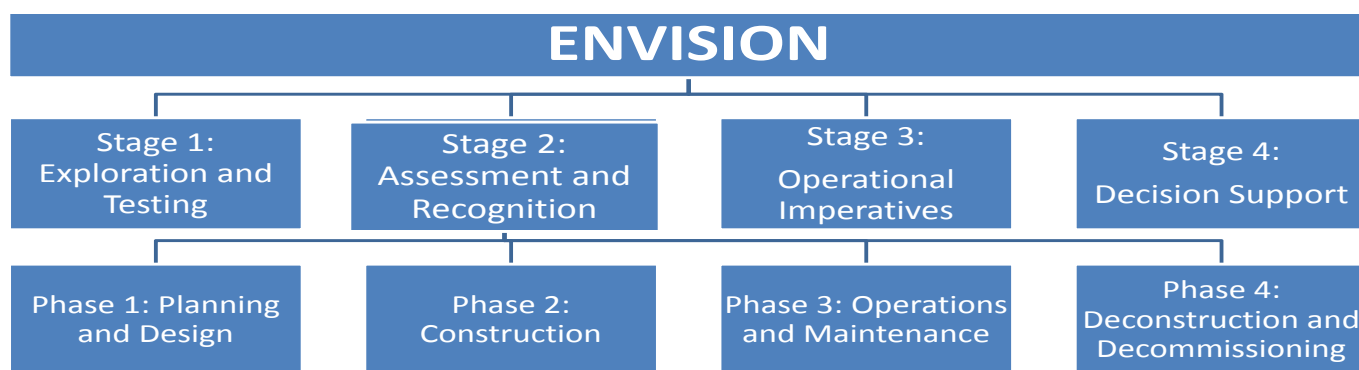 ENVISION
Stage 1:
Exploration and
Testing
Stage 2:
Assessment and
Recognition
Stage 3:
Operational
Imperatives
Stage 4:
Decision Support
Phase 1: Planning
and Design
Phase 2:
Construction
Phase 3: Operations
and Maintenance
Phase 4:
Deconstruction and
Decommissioning